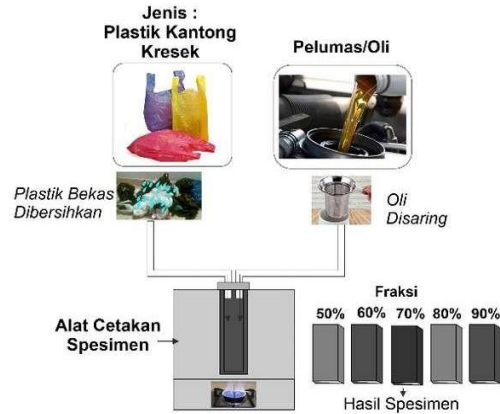 Jenis :
Plastik Kantong
Kresek
Pelumas/Oli
Plastik Bekas
Dibersihkan
Oli
Disaring
Alat Cetakan
Spesimen
Fraksi
50% 60% 70% 80% 90%
Hasil Spesimen